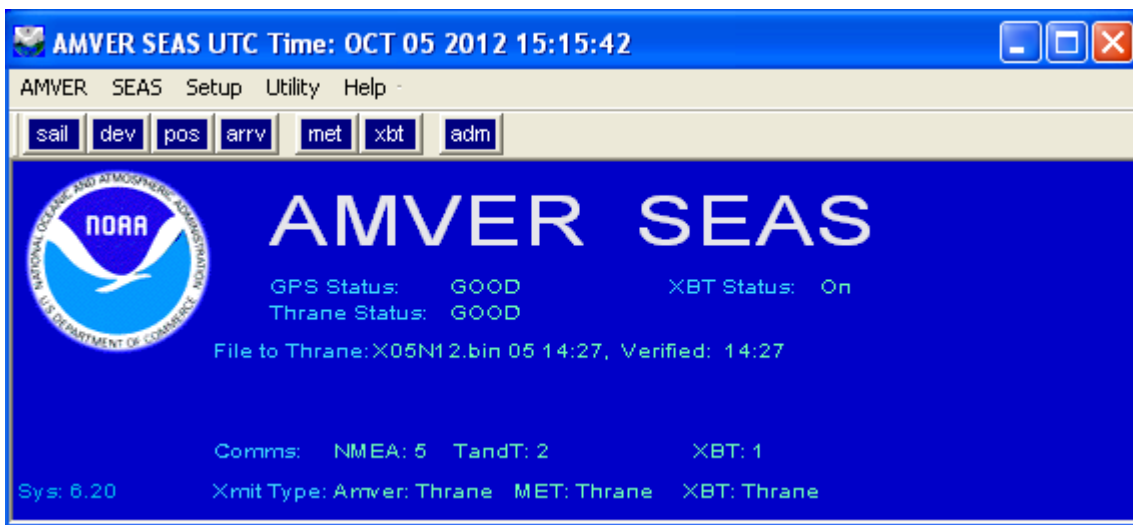 AMVER SEAS UTC Time: OCT 05 2012 15:15:42
AMVER SEAS Setup Utility Help
sail dev pos arrv met xbt adm
NATIONAL OCEANIC AND ATMOSPHERIC ADMINISTRATION
NOAA
U.S. DEPARTMENT OF COMMERCE
AMVER SEAS
GPS Status: GOOD XBT Status: On
Thrane Status: GOOD
File to Thrane: X05N12.bin 05 14:27, Verified: 14:27
Comms: NMEA: 5 TandT: 2 XBT: 1
Sys: 6.20 Xmit Type: Amver: Thrane MET: Thrane XBT: Thrane